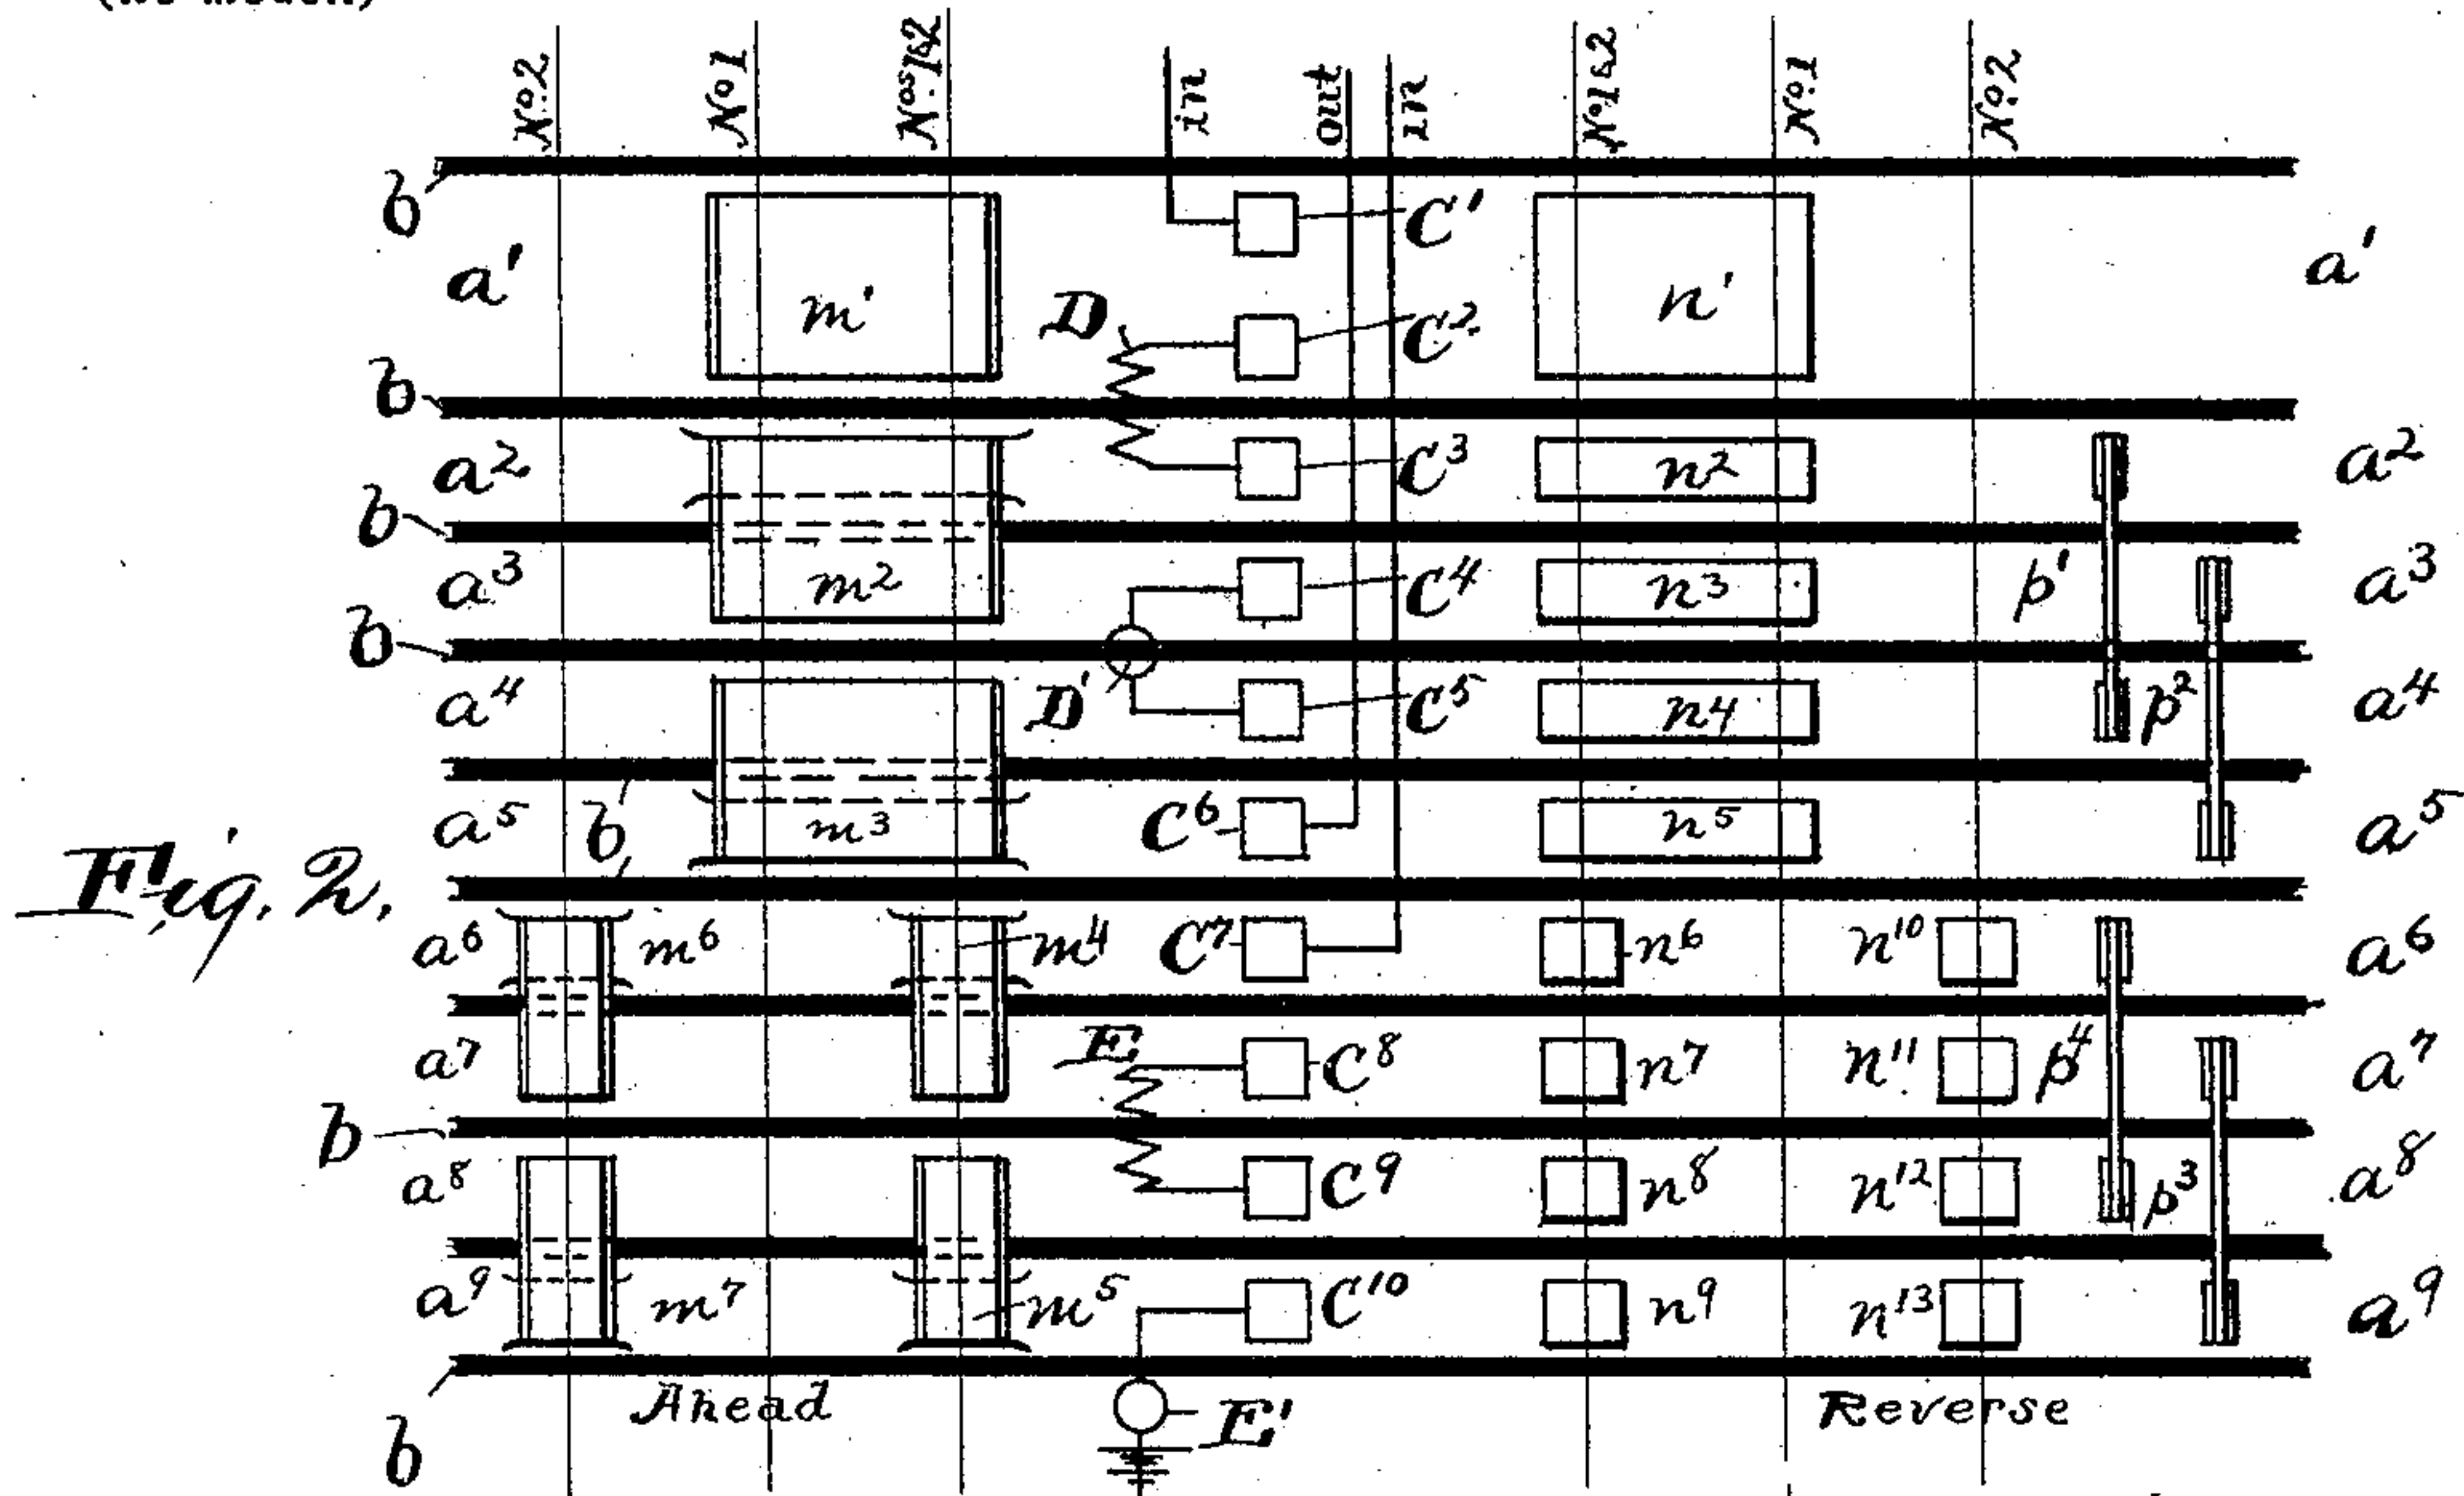 No. 2 No 1 Nos. 1&2 in out in No 1&2 No. 1 No. 2
b
a' m' C' n' a'
D C2
b
a2 C3 n2 a2
b
a3 m2 C4 n3 p' a3
b
a4 D' C5 n4 p2 a4
a5 b m3 C6 n5 a5
Fig. 2.
a6 m6 m4 C7 n6 n10 a6
a7 E C8 n7 n11 p4 a7
b
a8 C9 n8 n12 p3 a8
a9 m7 m5 C10 n9 n13 a9
Ahead E' Reverse
b